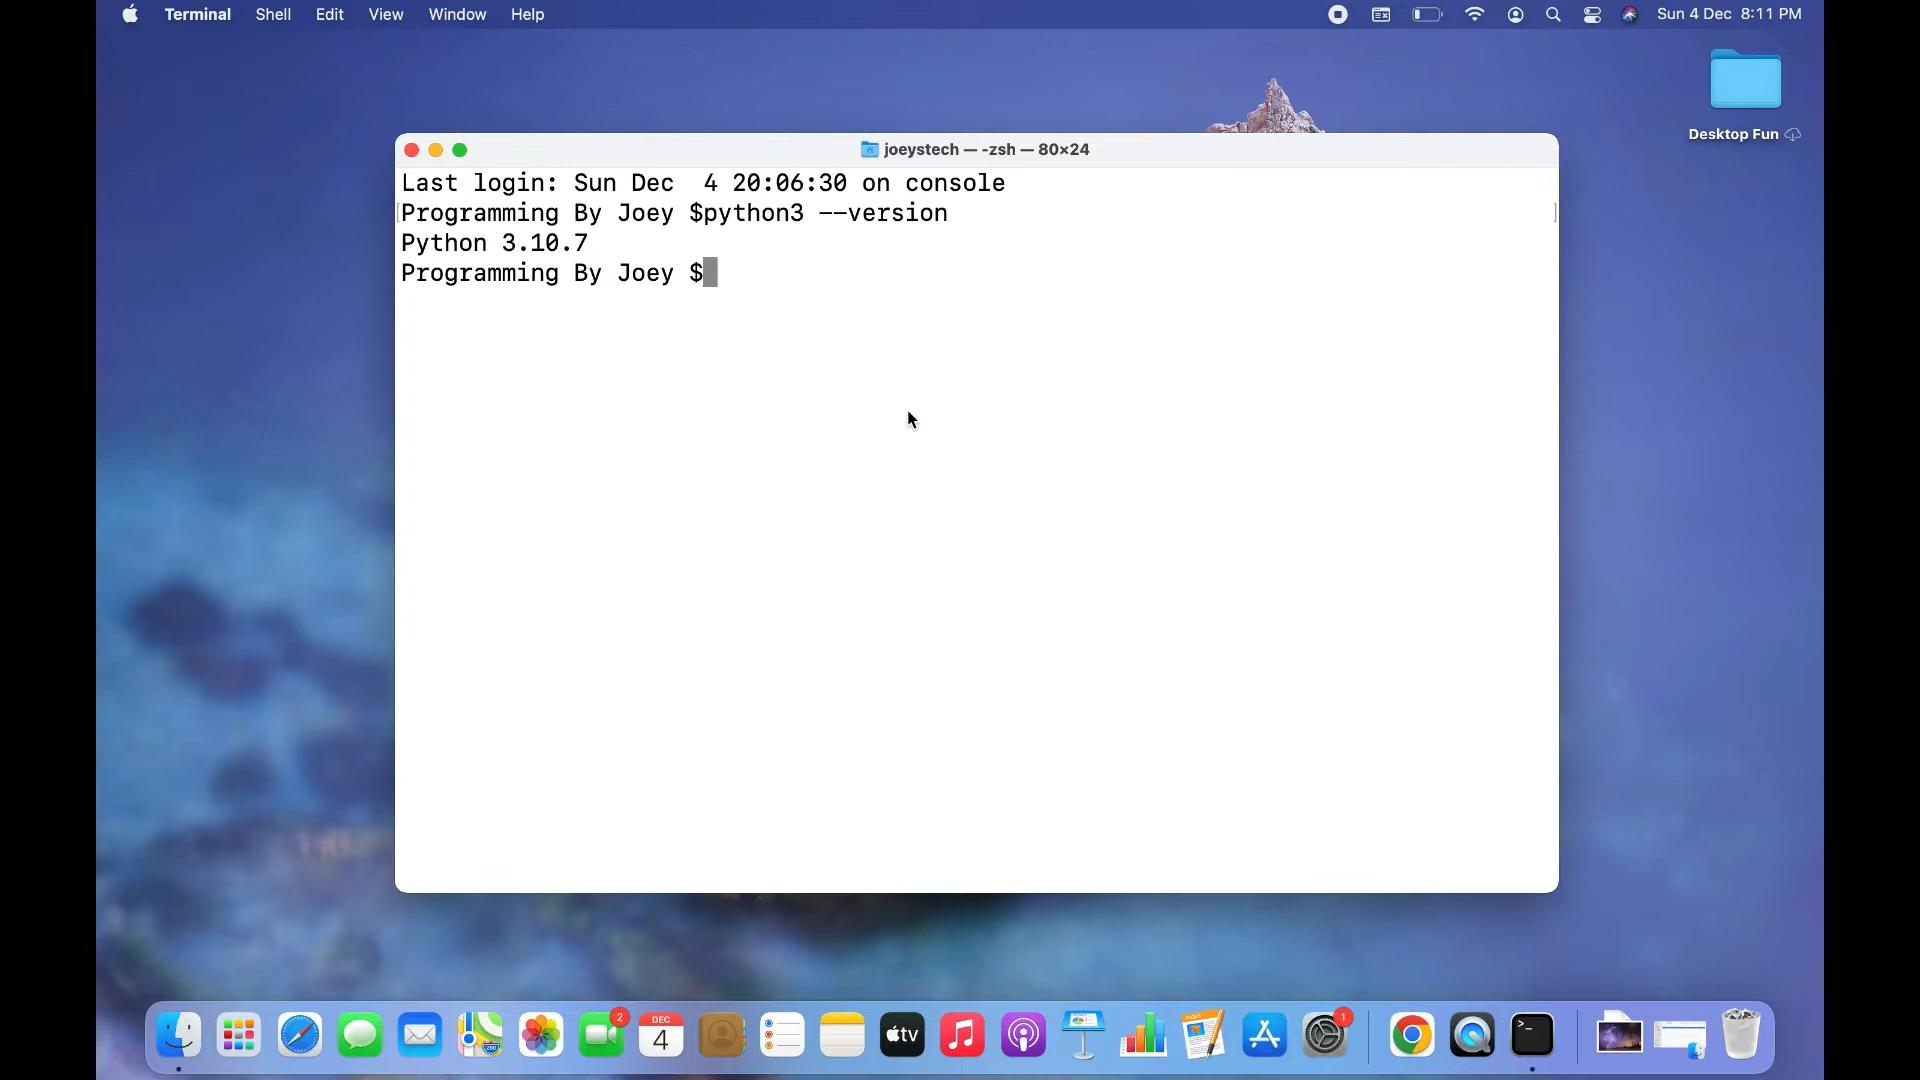 Terminal Shell Edit View Window Help
Sun 4 Dec 8:11 PM
Desktop Fun
joeystech — -zsh — 80×24
Last login: Sun Dec  4 20:06:30 on console
Programming By Joey $python3 --version
Python 3.10.7
Programming By Joey $
2
DEC
4
tv
1
>_